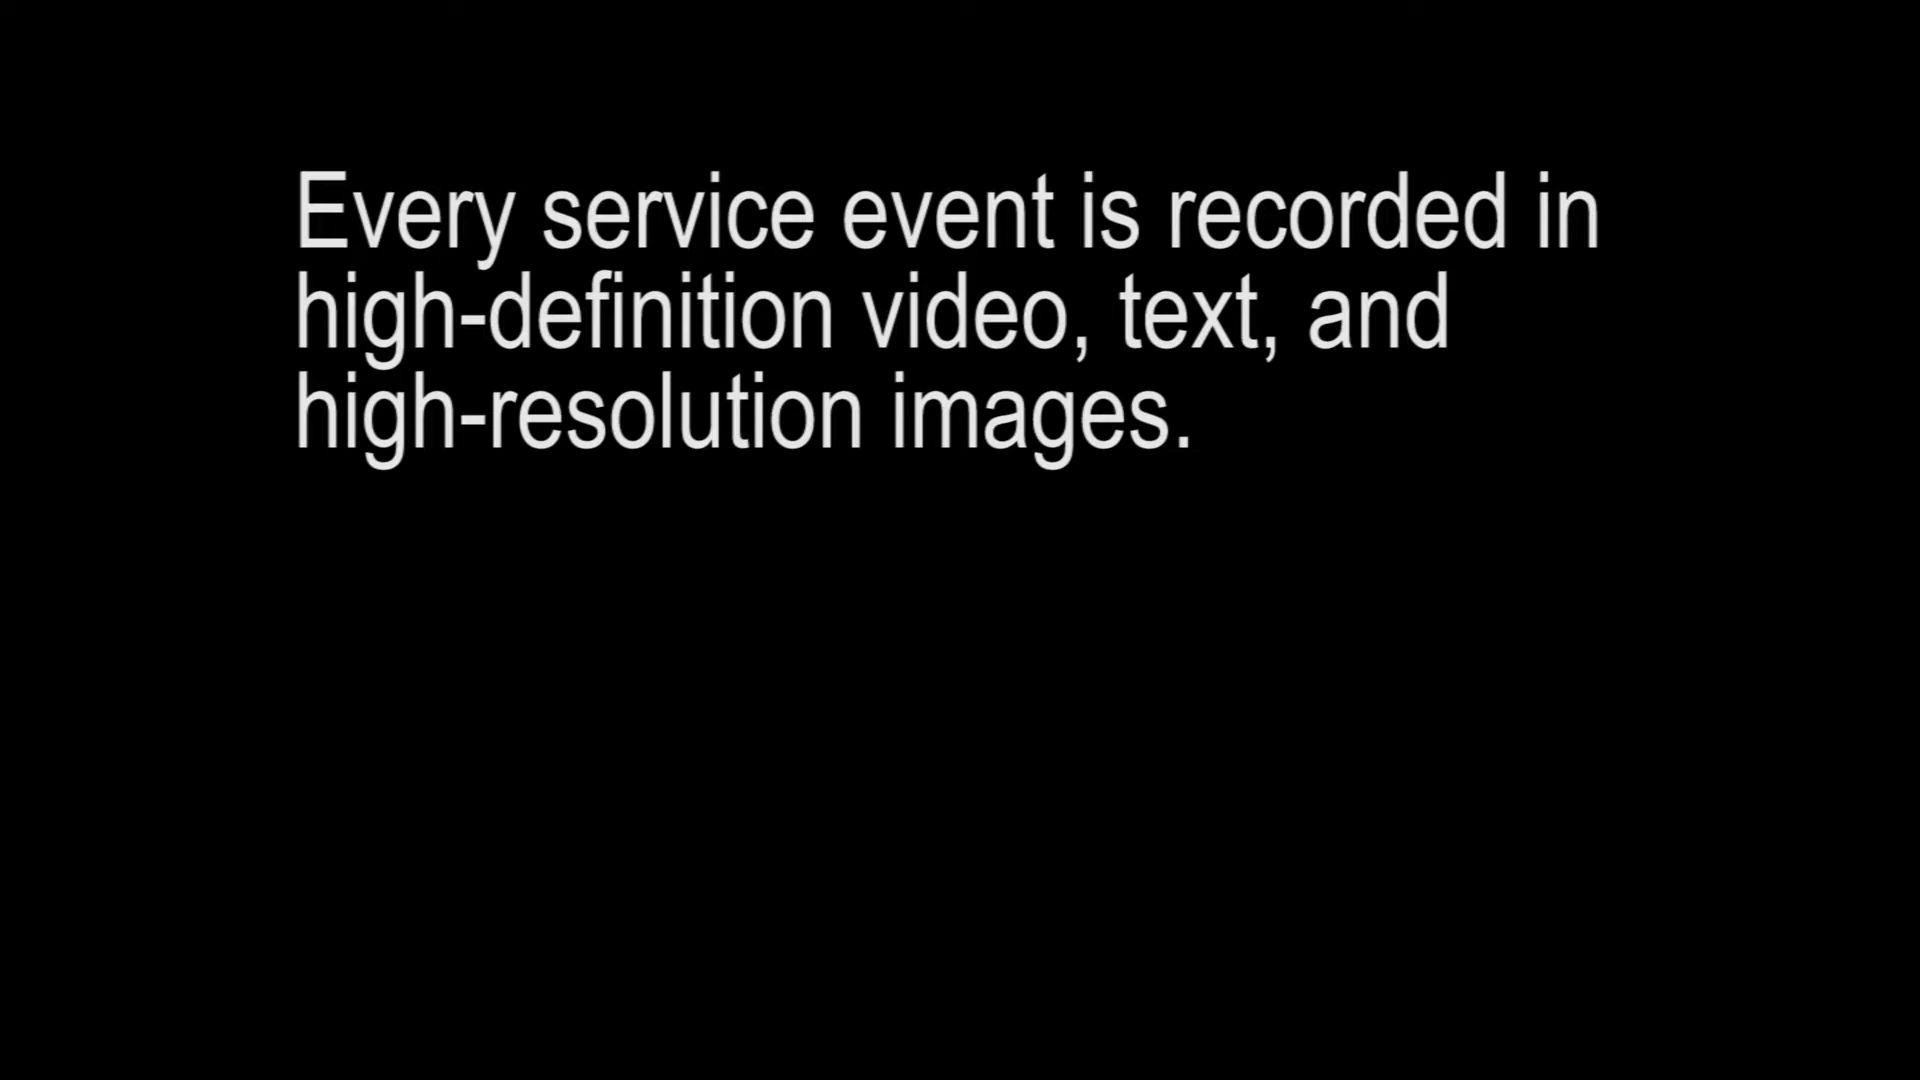 Every service event is recorded in
high-definition video, text, and
high-resolution images.